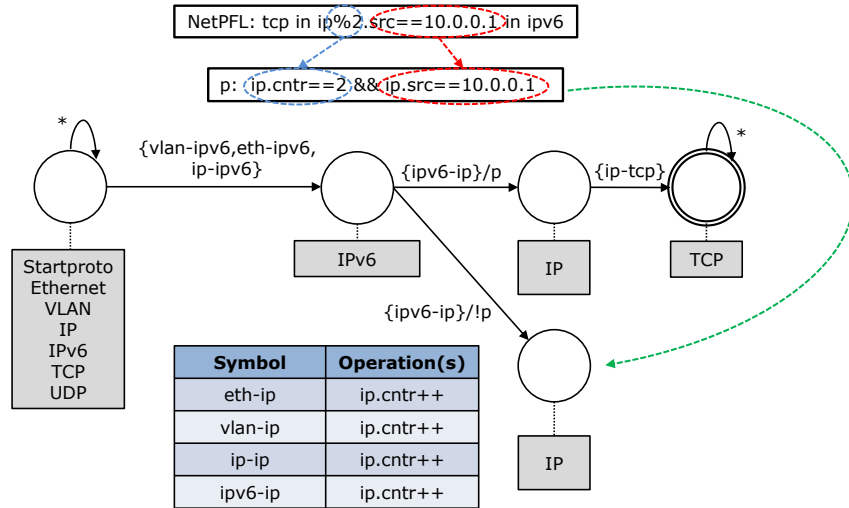 NetPFL: tcp in ip%2.src==10.0.0.1 in ipv6
p: ip.cntr==2 && ip.src==10.0.0.1
*
{vlan-ipv6,eth-ipv6,
ip-ipv6}
{ipv6-ip}/p
{ip-tcp}
*
Startproto
Ethernet
VLAN
IP
IPv6
TCP
UDP
IPv6
IP
TCP
{ipv6-ip}/!p
IP
Symbol Operation(s)
eth-ip ip.cntr++
vlan-ip ip.cntr++
ip-ip ip.cntr++
ipv6-ip ip.cntr++